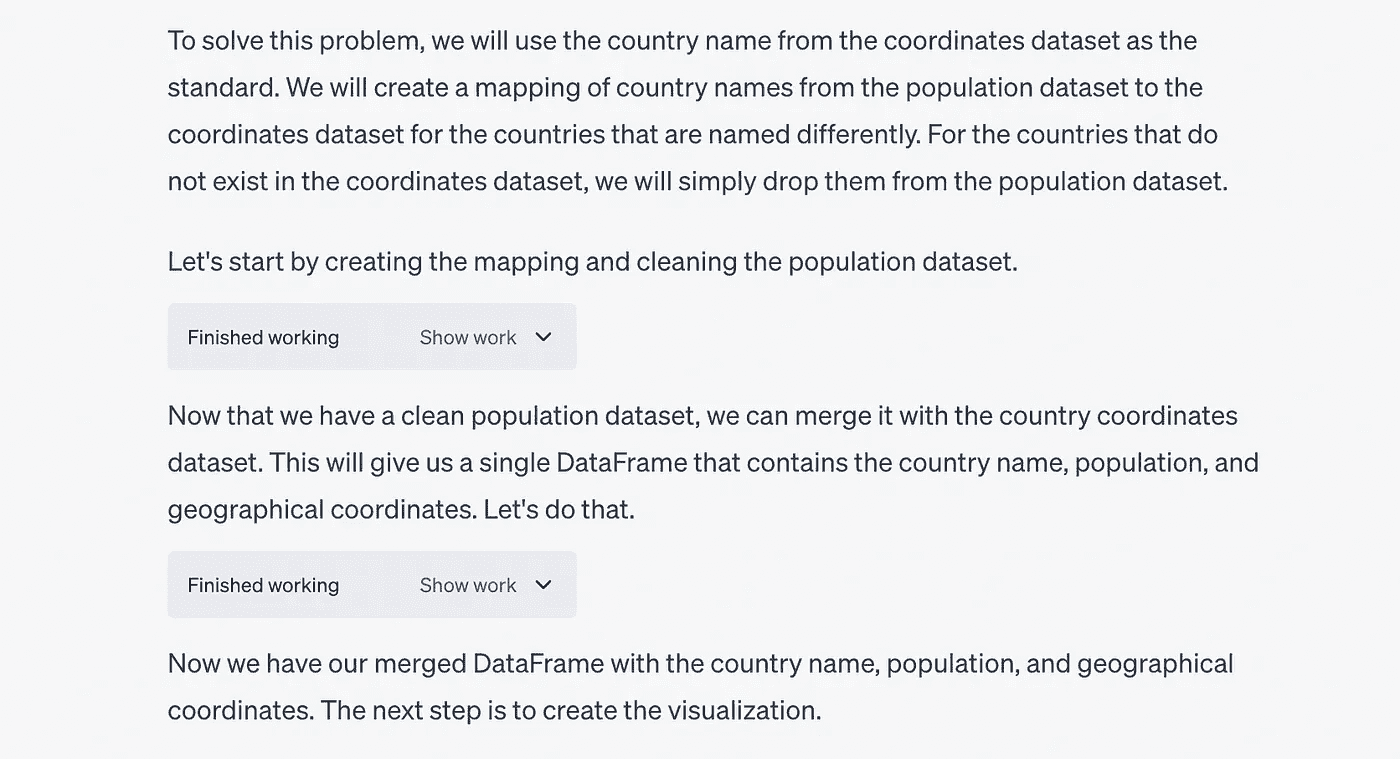 To solve this problem, we will use the country name from the coordinates dataset as the
standard. We will create a mapping of country names from the population dataset to the
coordinates dataset for the countries that are named differently. For the countries that do
not exist in the coordinates dataset, we will simply drop them from the population dataset.
Let's start by creating the mapping and cleaning the population dataset.
Finished working Show work
Now that we have a clean population dataset, we can merge it with the country coordinates
dataset. This will give us a single DataFrame that contains the country name, population, and
geographical coordinates. Let's do that.
Finished working Show work
Now we have our merged DataFrame with the country name, population, and geographical
coordinates. The next step is to create the visualization.